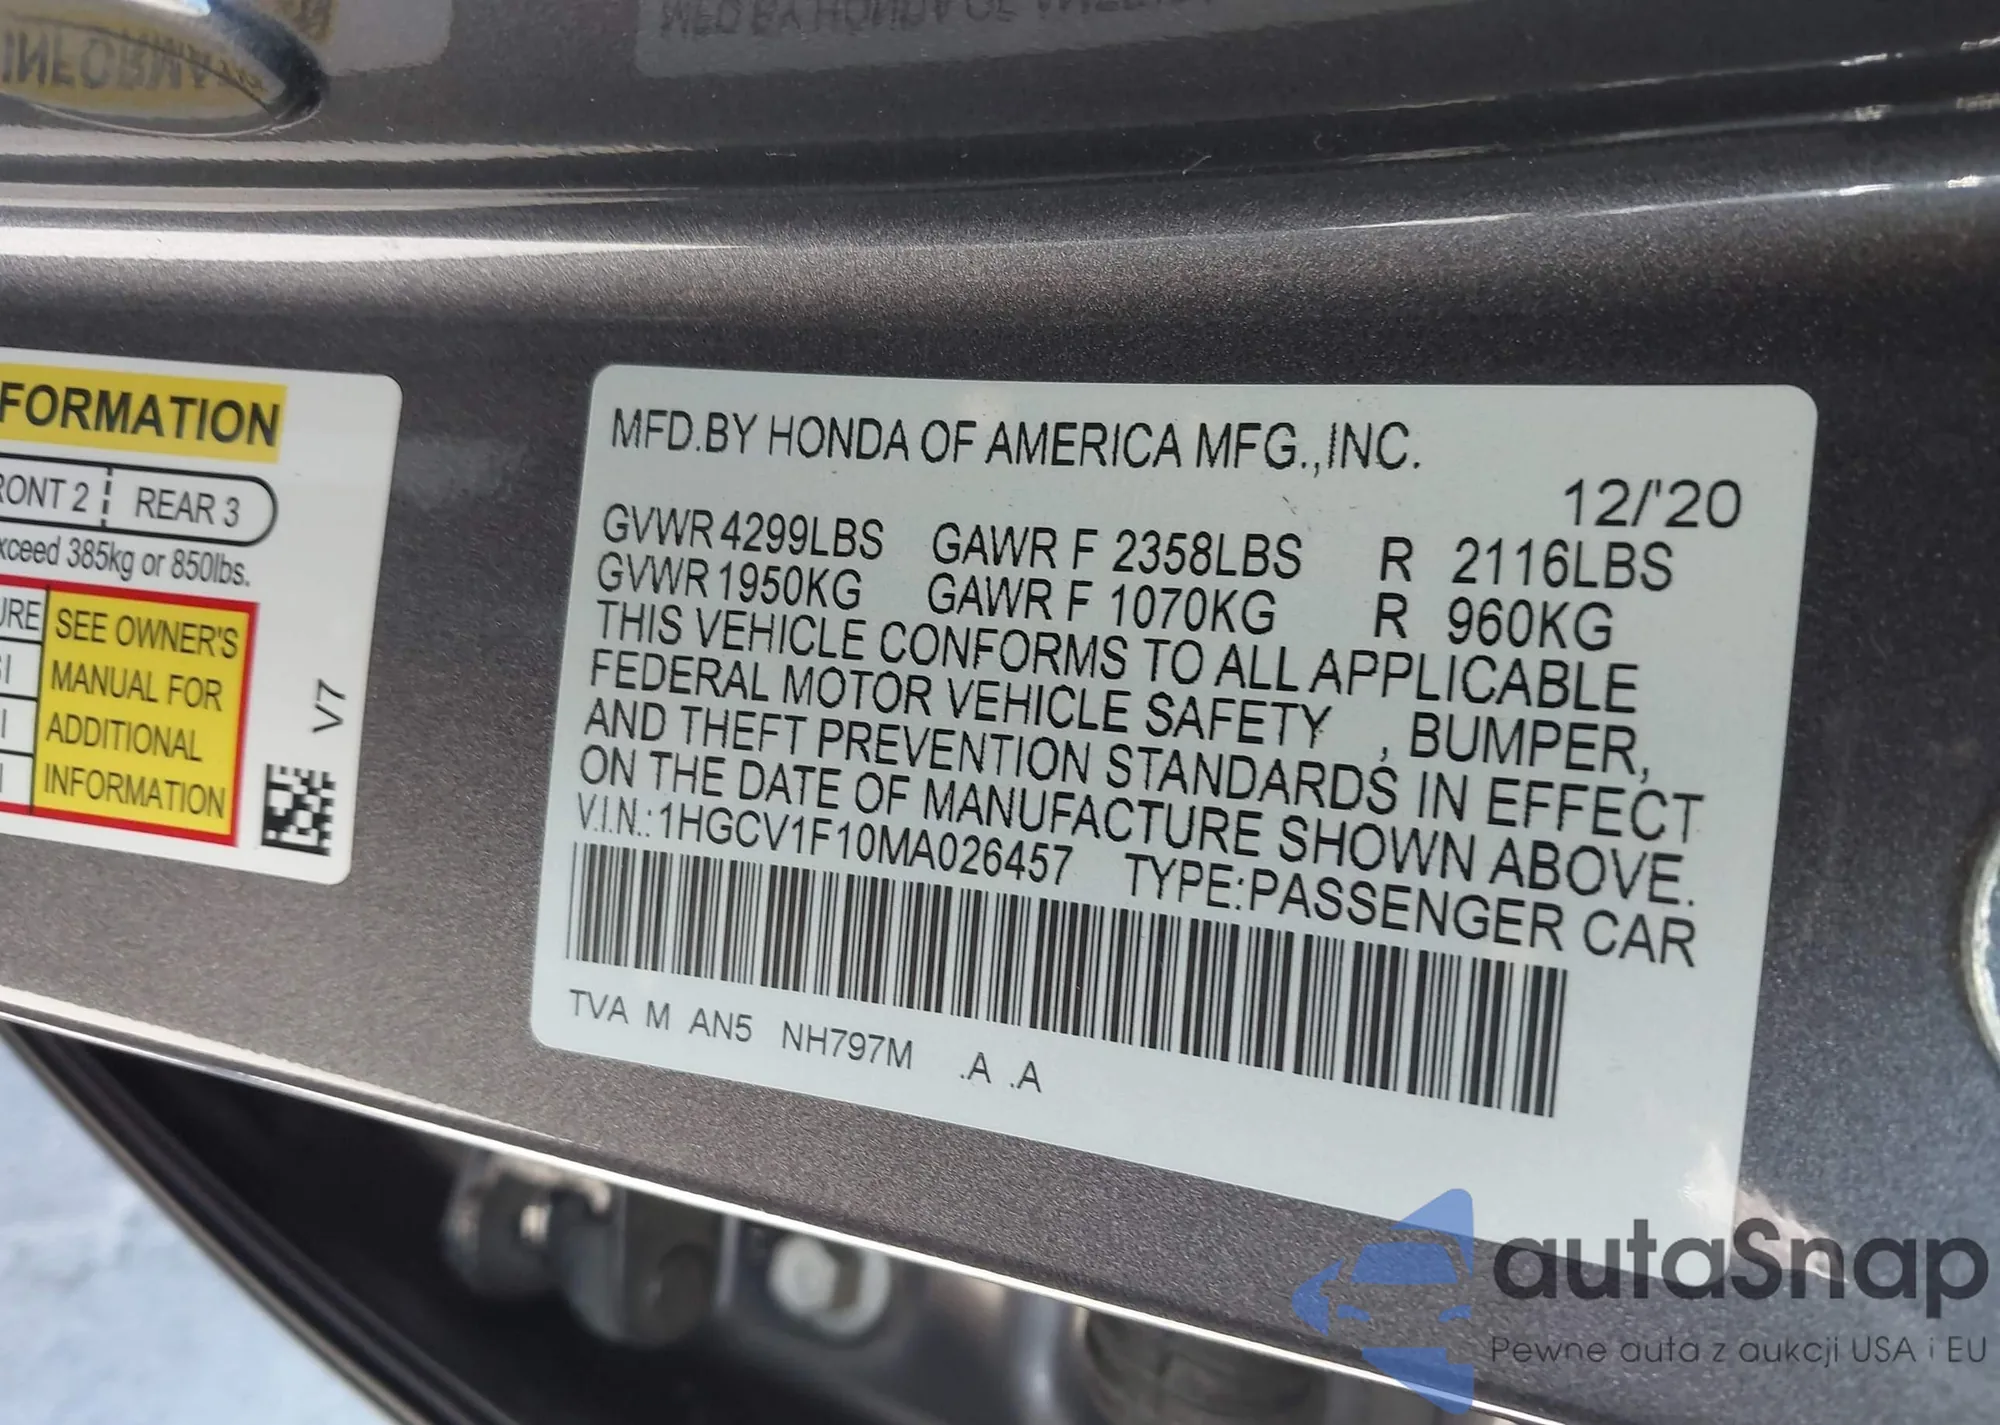 FORMATION
RONT 2 REAR 3
xceed 385kg or 850lbs.
URE
SEE OWNER'S
MANUAL FOR
ADDITIONAL
INFORMATION
V7
MFD.BY HONDA OF AMERICA MFG.,INC.
12/'20
GVWR 4299LBS GAWR F 2358LBS R 2116LBS
GVWR 1950KG GAWR F 1070KG R 960KG
THIS VEHICLE CONFORMS TO ALL APPLICABLE
FEDERAL MOTOR VEHICLE SAFETY , BUMPER,
AND THEFT PREVENTION STANDARDS IN EFFECT
ON THE DATE OF MANUFACTURE SHOWN ABOVE.
V.I.N.: 1HGCV1F10MA026457 TYPE:PASSENGER CAR
TVA M AN5 NH797M .A .A
autaSnap
Pewne auta z aukcji USA i EU